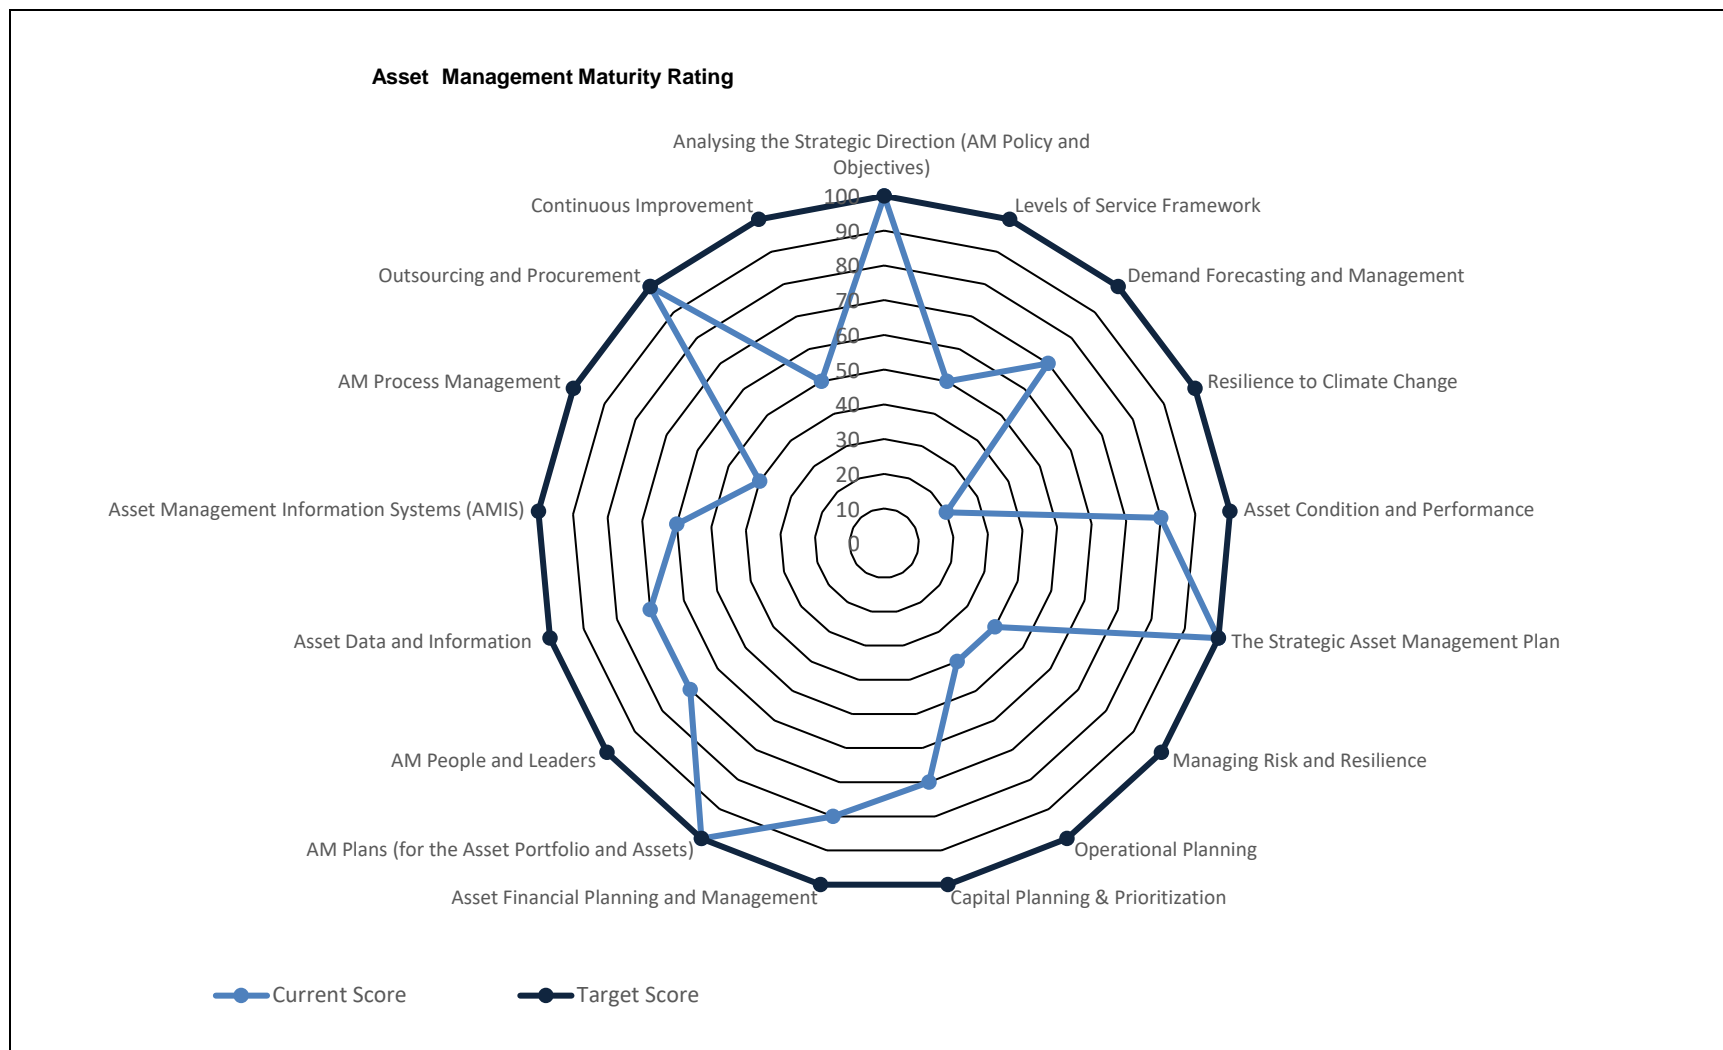 Asset Management Maturity Rating
Analysing the Strategic Direction (AM Policy and
Objectives)
Levels of Service Framework
Demand Forecasting and Management
Resilience to Climate Change
Asset Condition and Performance
The Strategic Asset Management Plan
Managing Risk and Resilience
Operational Planning
Capital Planning & Prioritization
Asset Financial Planning and Management
AM Plans (for the Asset Portfolio and Assets)
AM People and Leaders
Asset Data and Information
Asset Management Information Systems (AMIS)
AM Process Management
Outsourcing and Procurement
Continuous Improvement
100
90
80
70
60
50
40
30
20
10
0
Current Score
Target Score